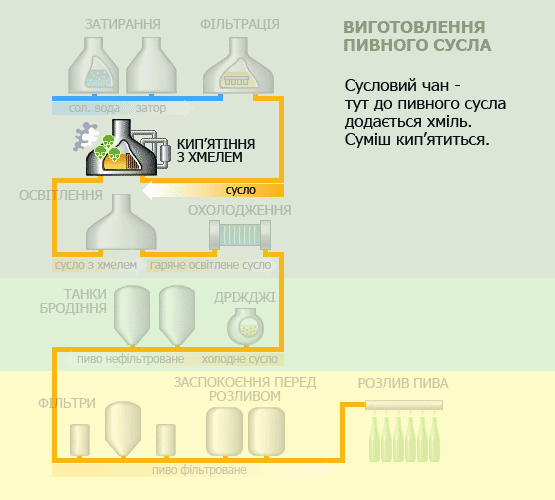 ЗАТИРАННЯ
ФІЛЬТРАЦІЯ
ВИГОТОВЛЕННЯ
ПИВНОГО СУСЛА
Сусловий чан -
тут до пивного сусла
додається хміль.
Суміш кип’ятиться.
сол. вода
затор
КИП’ЯТІННЯ
З ХМЕЛЕМ
сусло
ОСВІТЛЕННЯ
ОХОЛОДЖЕННЯ
сусло з хмелем
гаряче освітлене сусло
ТАНКИ
БРОДІННЯ
ДРІЖДЖІ
пиво нефільтроване
холодне сусло
ФІЛЬТРИ
ЗАСПОКОЄННЯ ПЕРЕД
РОЗЛИВОМ
РОЗЛИВ ПИВА
пиво фільтроване